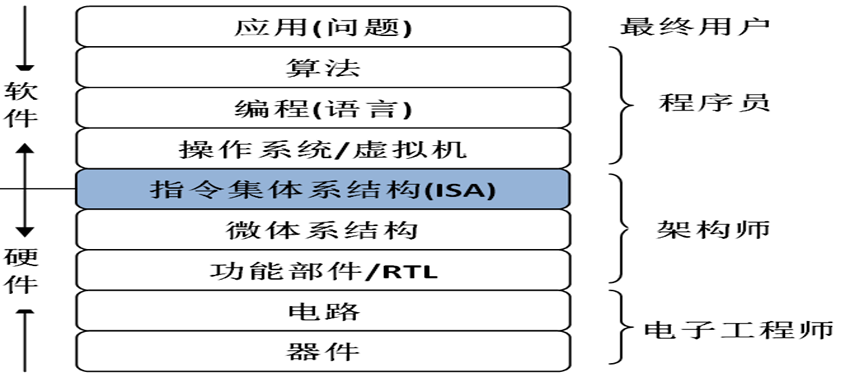 应用(问题)
最终用户
算法
编程(语言)
操作系统/虚拟机
程序员
软件
指令集体系结构(ISA)
微体系结构
功能部件/RTL
架构师
硬件
电路
器件
电子工程师